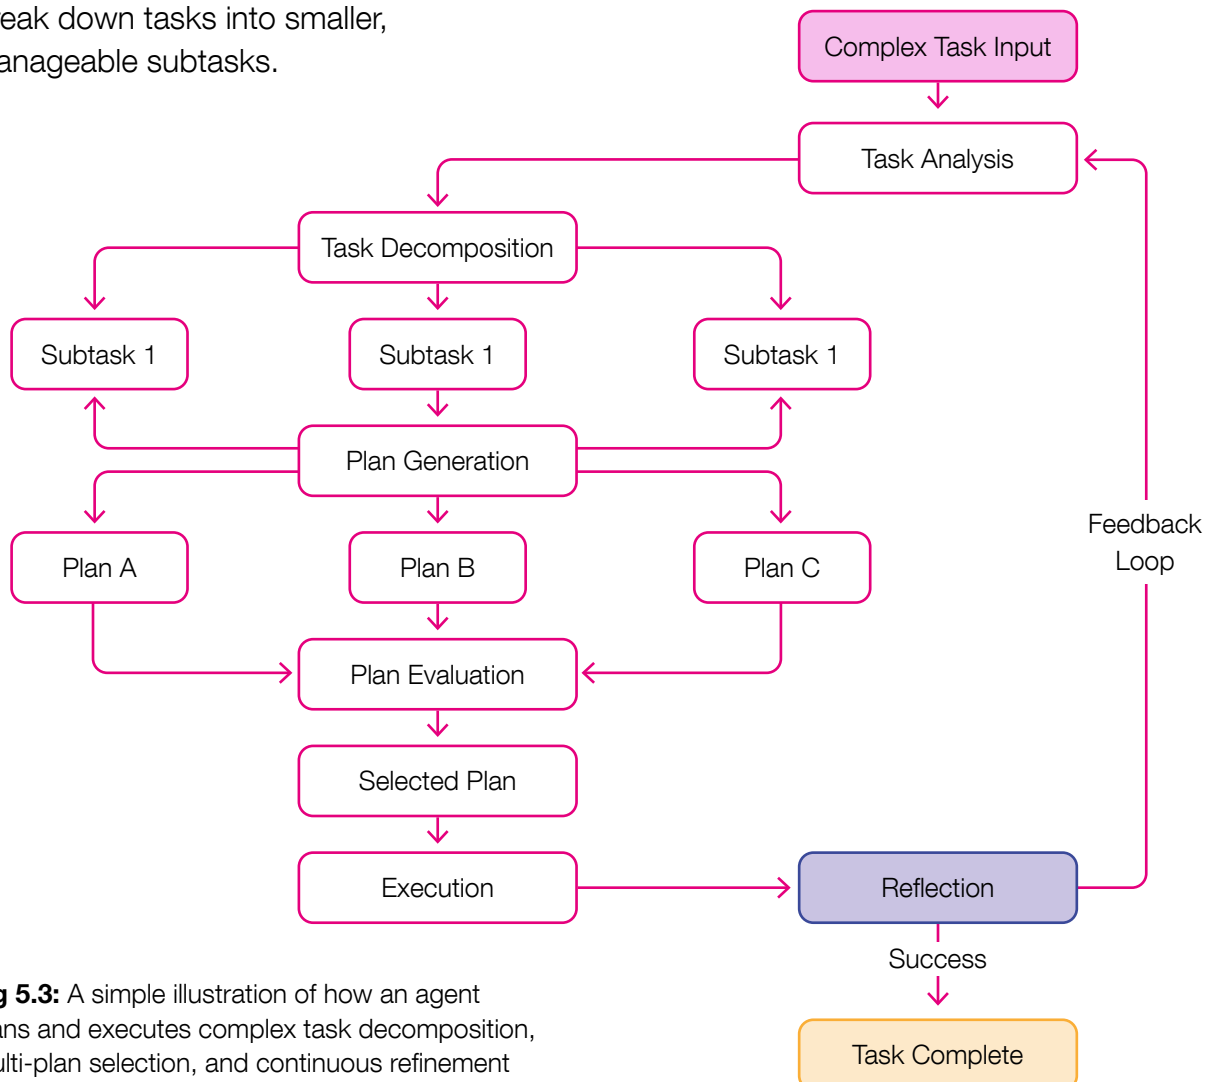 reak down tasks into smaller,
anageable subtasks.
Complex Task Input
Task Analysis
Task Decomposition
Subtask 1
Subtask 1
Subtask 1
Plan Generation
Plan A
Plan B
Plan C
Feedback
Loop
Plan Evaluation
Selected Plan
Execution
Reflection
Success
Task Complete
g 5.3: A simple illustration of how an agent
ans and executes complex task decomposition,
ulti-plan selection, and continuous refinement